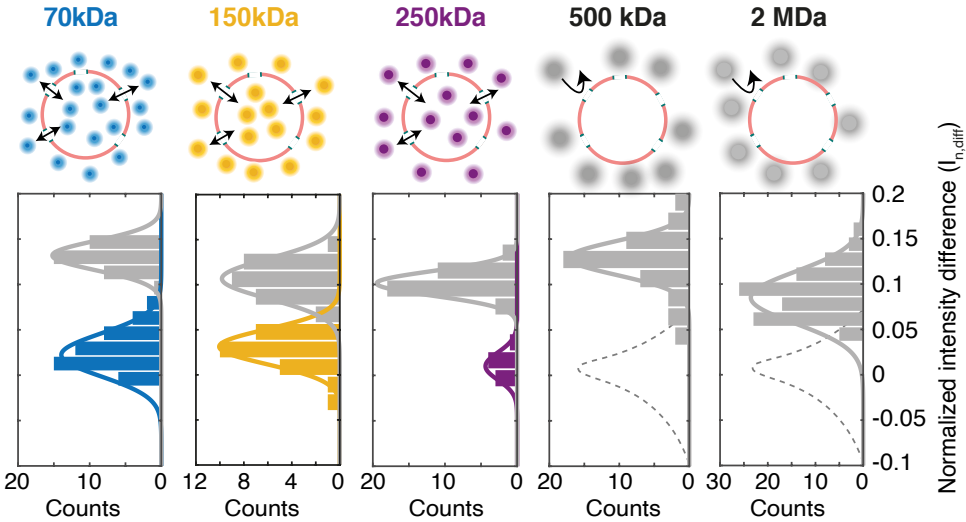 70kDa 150kDa 250kDa 500 kDa 2 MDa
0.2
0.15
0.1
0.05
0
-0.05
-0.1
Normalized intensity difference (I_n,diff)
20 10 0 12 8 4 0 20 10 0 20 10 0 30 20 10 0
Counts Counts Counts Counts Counts